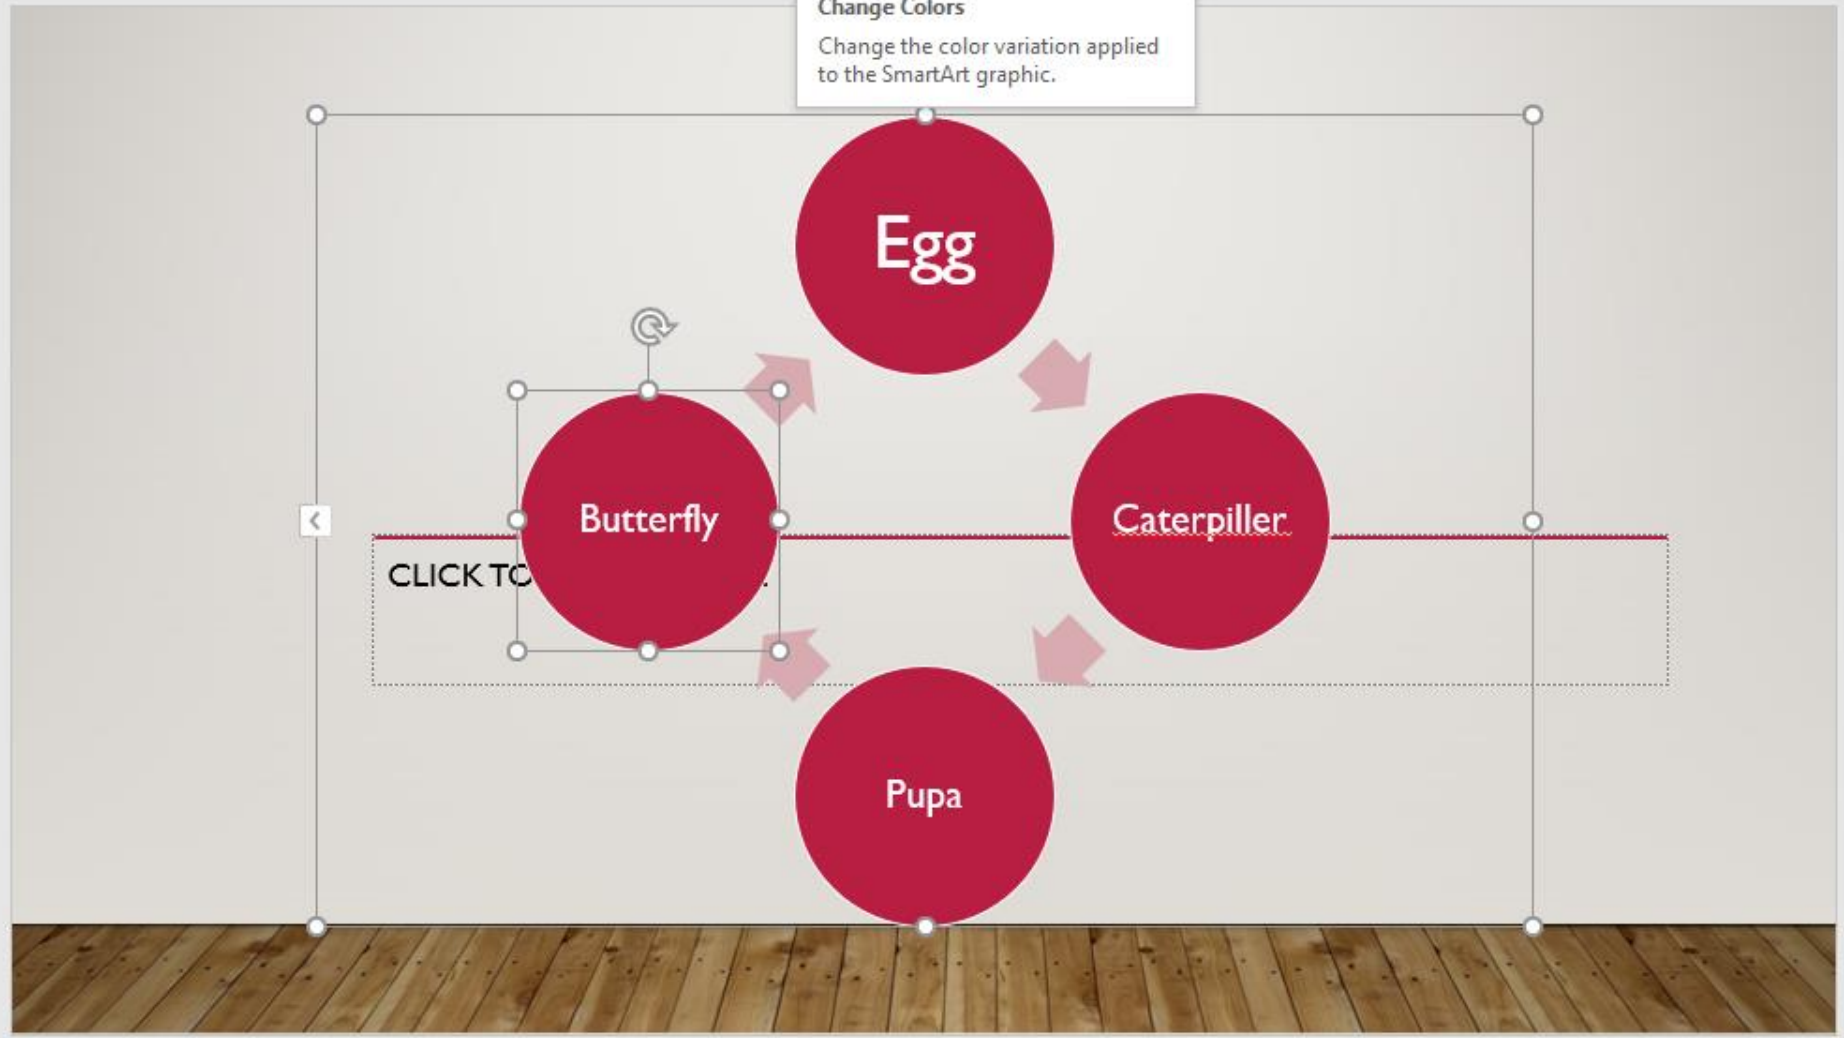 Change Colors
Change the color variation applied
to the SmartArt graphic.
Egg
Butterfly
Caterpiller
CLICK TO
Pupa